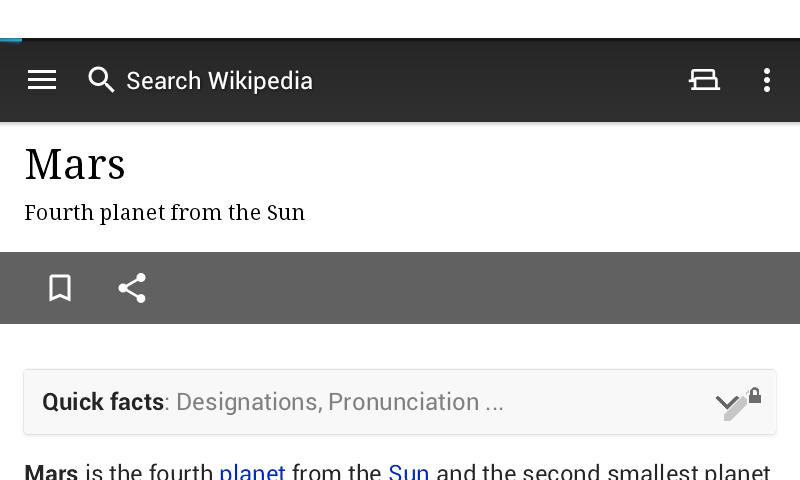 Search Wikipedia
Mars
Fourth planet from the Sun
Quick facts: Designations, Pronunciation ...
Mars is the fourth planet from the Sun and the second smallest planet